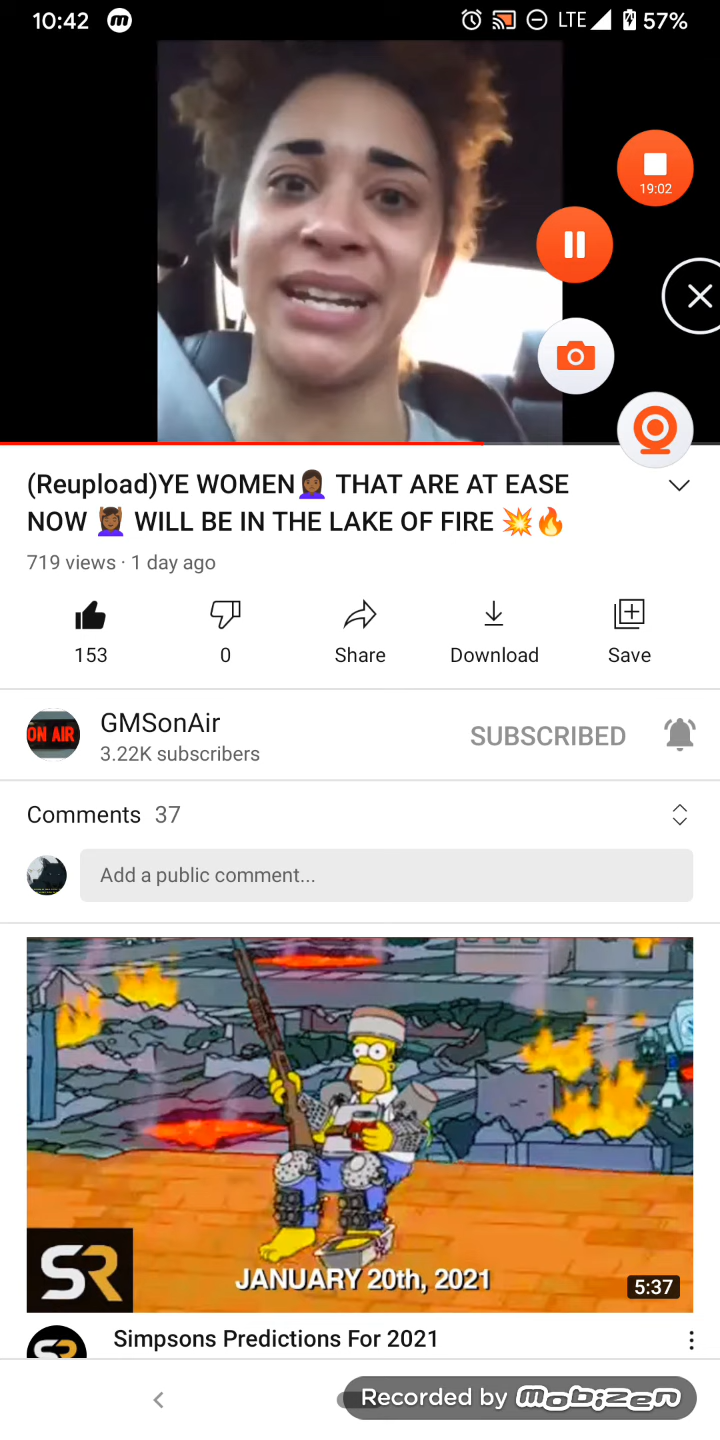 10:42 m LTE 57%
19:02
(Reupload)YE WOMEN🙍🏾‍♀️ THAT ARE AT EASE
NOW 💆🏾‍♀️ WILL BE IN THE LAKE OF FIRE 💥🔥
719 views · 1 day ago
153 0 Share Download Save
ON AIR
GMSonAir
3.22K subscribers
SUBSCRIBED
Comments 37
Add a public comment...
SR
JANUARY 20th, 2021
5:37
SR
Simpsons Predictions For 2021
Recorded by mobizen